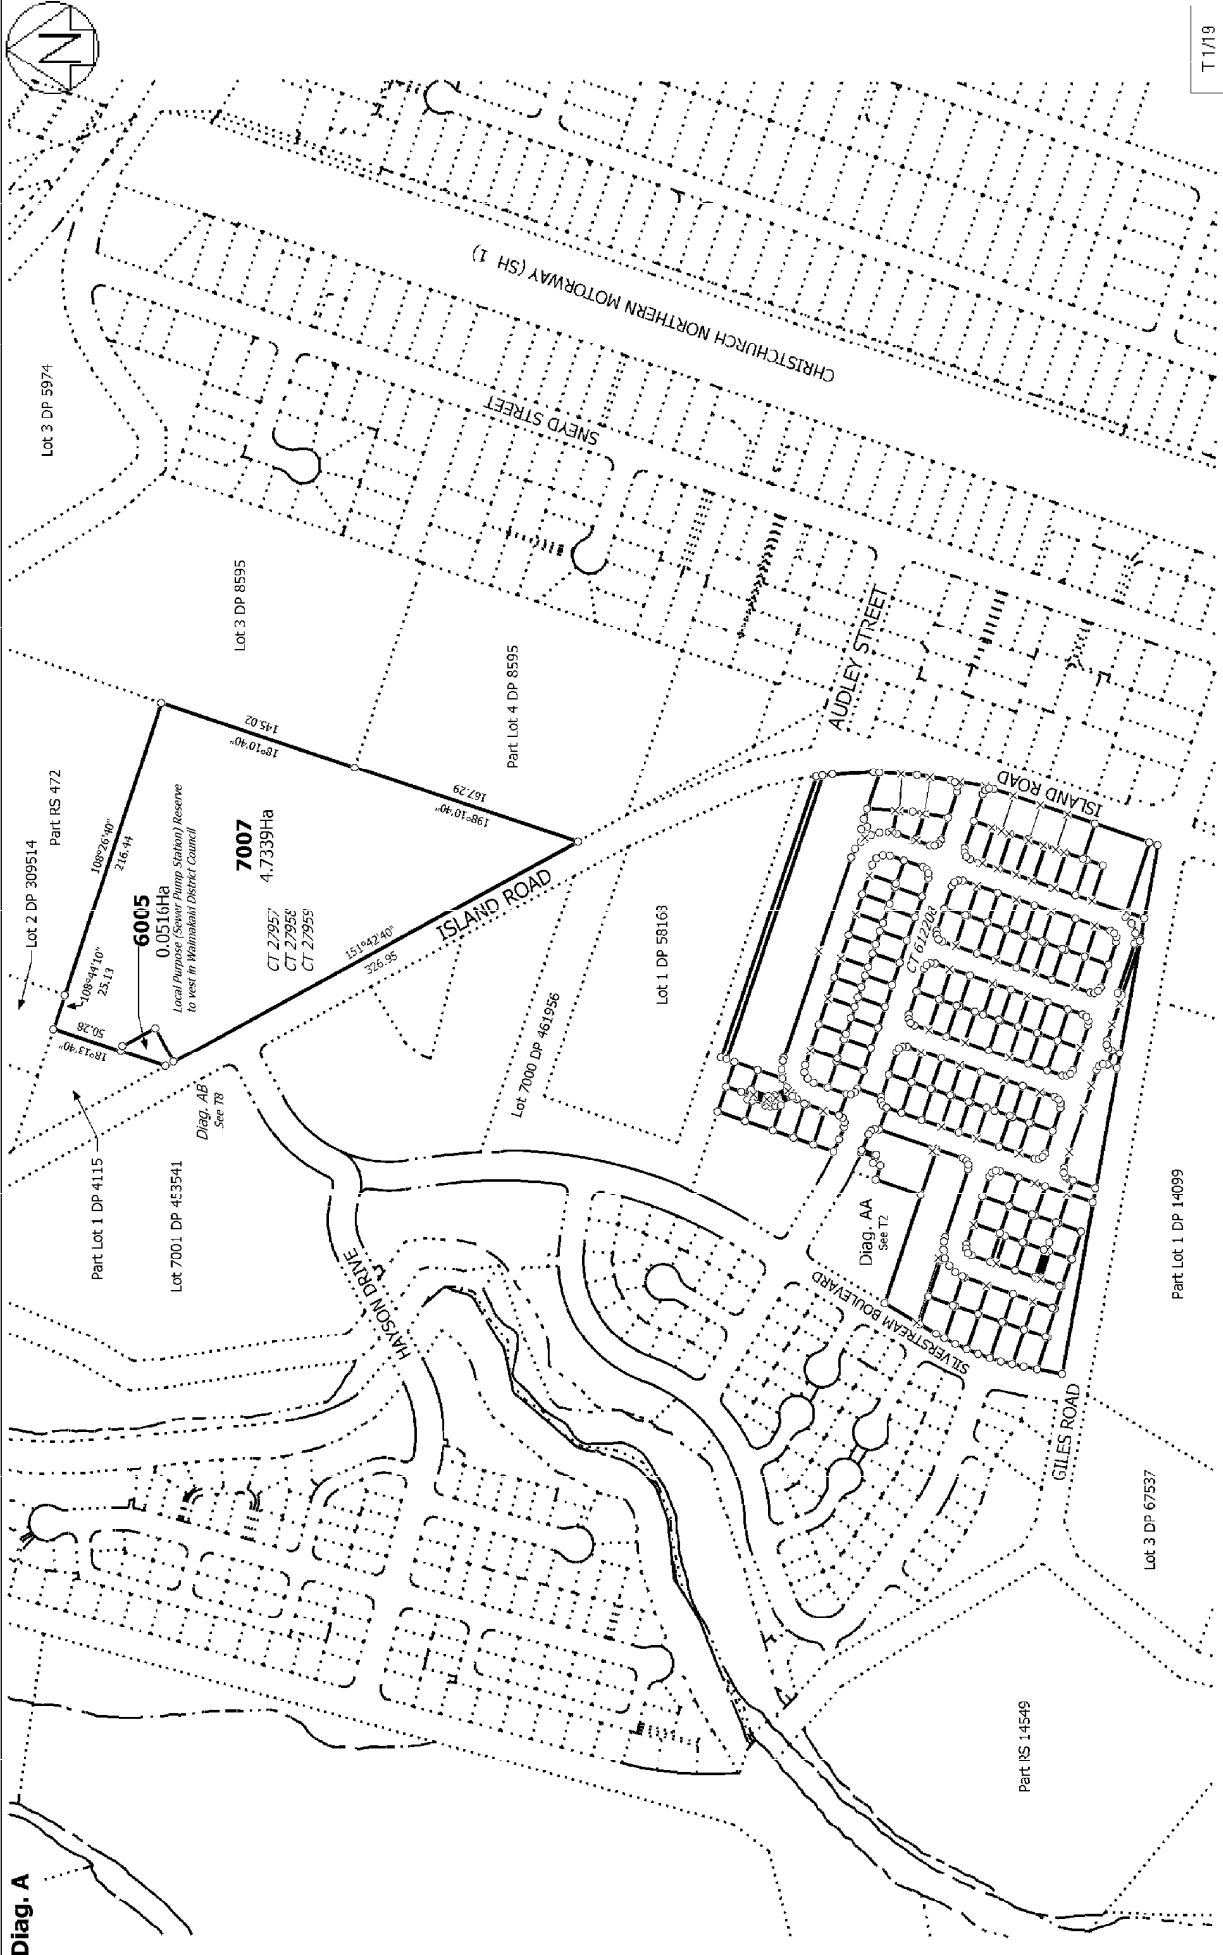 Diag. A
N
T 1/19
Lot 2 DP 309514
Part RS 472
Lot 3 DP 5974
Lot 3 DP 8595
Part Lot 4 DP 8595
108°26'40"
216.44
108°44'10"
25.13
18°13'40"
50.28
6005
0.0516Ha
Local Purpose (Sewer Pump Station) Reserve
to vest in Waimakariri District Council
7007
4.7339Ha
CT 27957
CT 27958
CT 27959
18°10'40"
145.02
198°10'40"
167.29
151°42'40"
326.95
ISLAND ROAD
Diag. AB
See T8
Part Lot 1 DP 4115
Lot 7001 DP 453541
HAYSON DRIVE
Lot 7000 DP 461956
Lot 1 DP 58163
SNEYD STREET
CHRISTCHURCH NORTHERN MOTORWAY (SH 1)
AUDLEY STREET
ISLAND ROAD
CT 612208
Diag. AA
See T2
SILVERSTREAM BOULEVARD
GILES ROAD
Part Lot 1 DP 14099
Lot 3 DP 67537
Part RS 14549